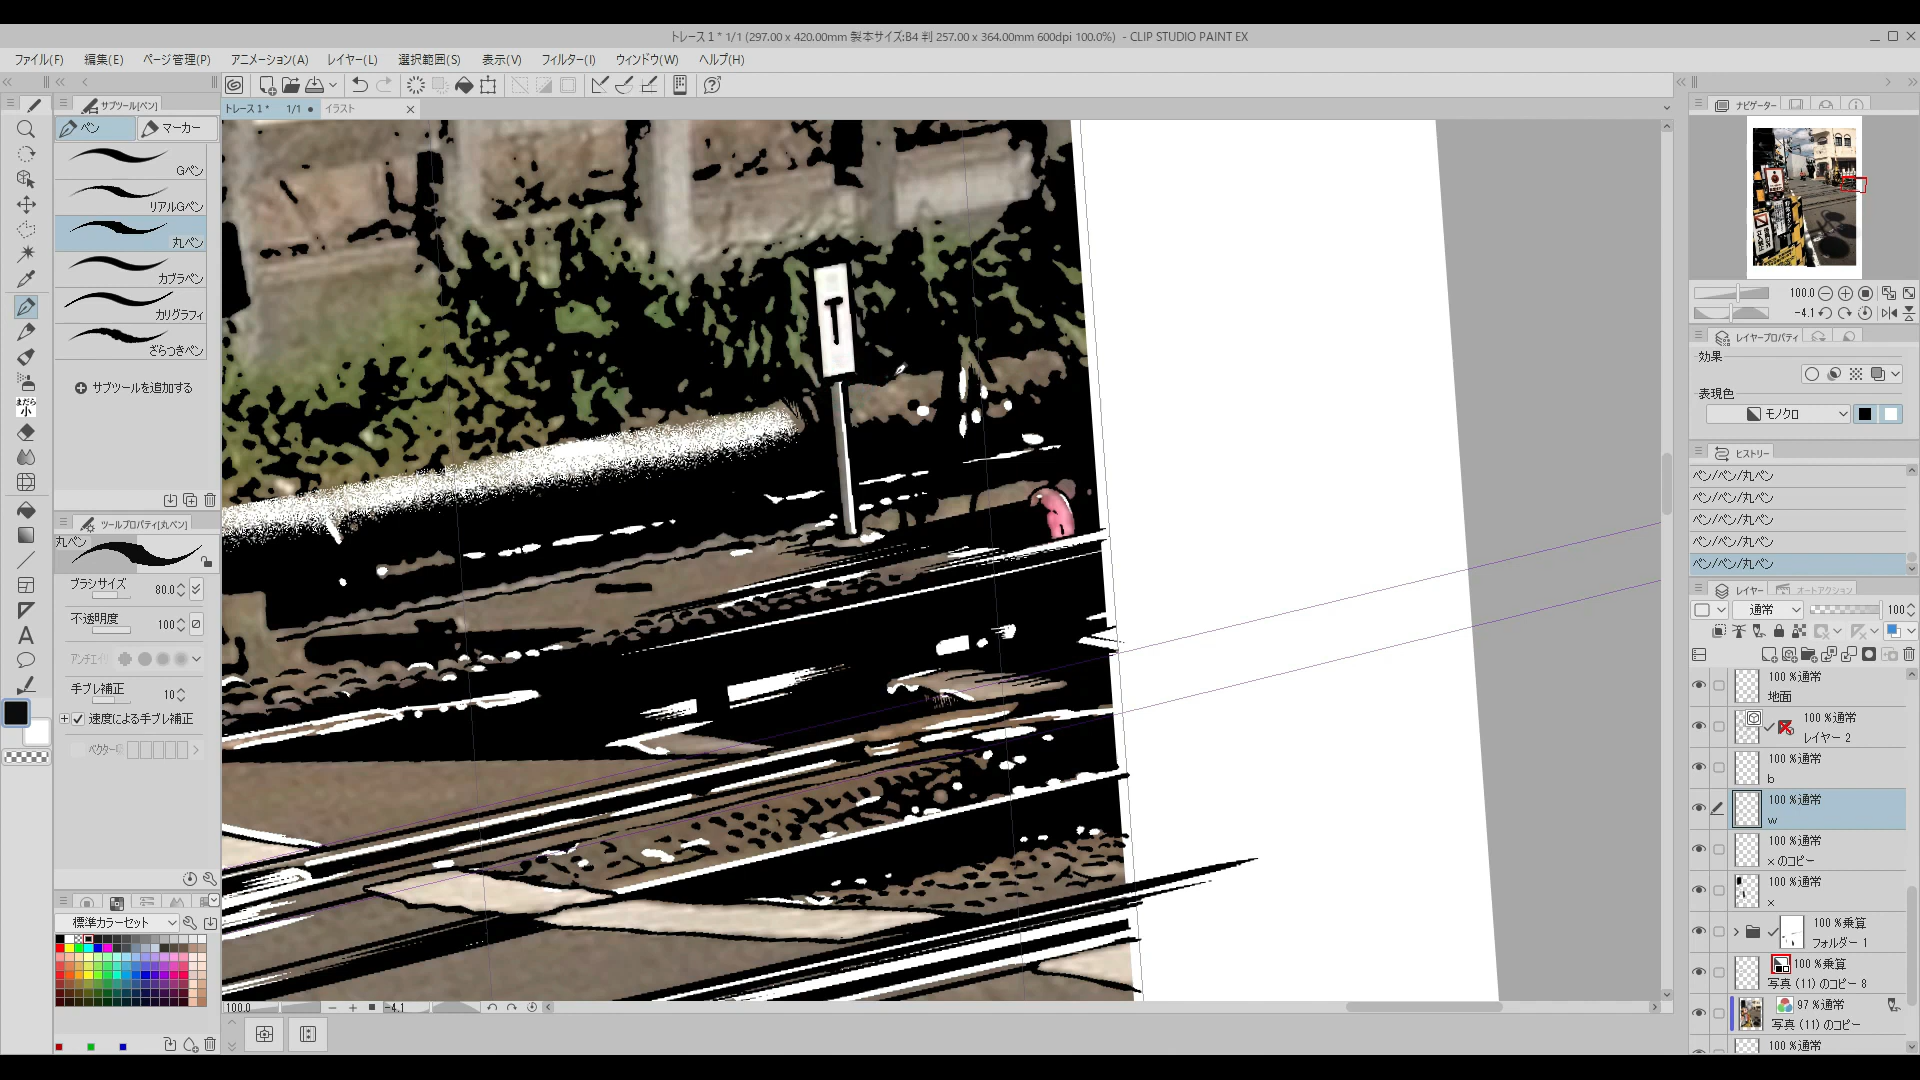 トレース１* 1/1 (297.00 x 420.00mm 製本サイズ:B4 判 257.00 x 364.00mm 600dpi 100.0%) - CLIP STUDIO PAINT EX
ファイル(F) 編集(E) ページ管理(P) アニメーション(A) レイヤー(L) 選択範囲(S) 表示(V) フィルター(I) ウィンドウ(W) ヘルプ(H)
トレース１* 1/1 イラスト
サブツール[ペン]
ペン マーカー
Gペン
リアルGペン
丸ペン
カブラペン
カリグラフィ
ざらつきペン
サブツールを追加する
まだら
小
ツールプロパティ[丸ペン]
丸ペン
ブラシサイズ 80.0
不透明度 100
手ブレ補正 10
速度による手ブレ補正
標準カラーセット
100.0 -4.1
ナビゲーター
100.0
-4.1
レイヤープロパティ
効果
表現色
モノクロ
ヒストリー
ペン/ペン/丸ペン
ペン/ペン/丸ペン
ペン/ペン/丸ペン
ペン/ペン/丸ペン
ペン/ペン/丸ペン
レイヤー オートアクション
通常 100
100 %通常
地面
100 %通常
レイヤー 2
100 %通常
b
100 %通常
w
100 %通常
x のコピー
100 %通常
x
100 %乗算
フォルダー 1
100 %乗算
写真 (11) のコピー 8
97 %通常
写真 (11) のコピー
100 %通常